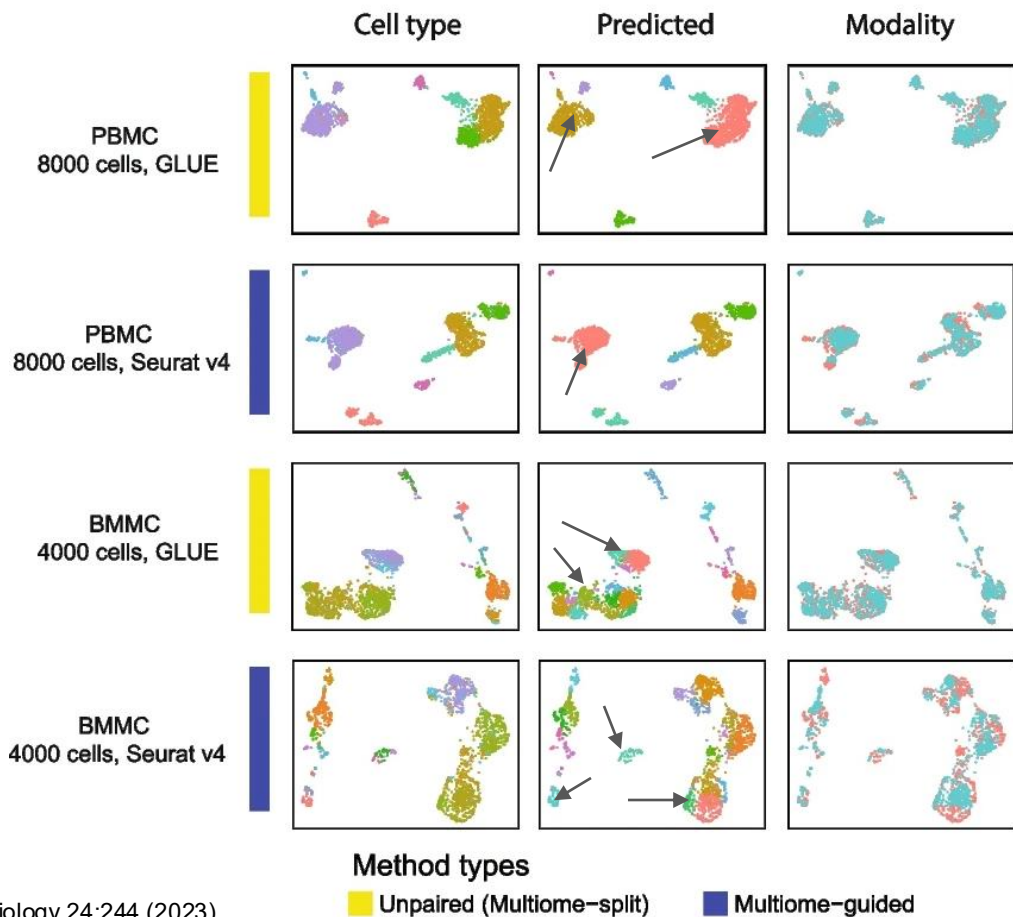 Cell type Predicted Modality
PBMC
8000 cells, GLUE
PBMC
8000 cells, Seurat v4
BMMC
4000 cells, GLUE
BMMC
4000 cells, Seurat v4
Method types
Unpaired (Multiome-split) Multiome-guided
iology 24:244 (2023)